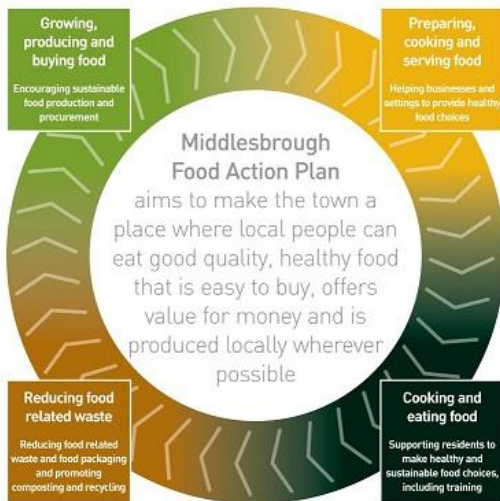 Growing,
producing and
buying food
Encouraging sustainable
food production and
procurement
Preparing,
cooking and
serving food
Helping businesses and
settings to provide healthy
food choices
Middlesbrough
Food Action Plan
aims to make the town a
place where local people can
eat good quality, healthy food
that is easy to buy, offers
value for money and is
produced locally wherever
possible
Reducing food
related waste
Reducing food related
waste and food packaging
and promoting
composting and recycling
Cooking and
eating food
Supporting residents to
make healthy and
sustainable food choices,
including training